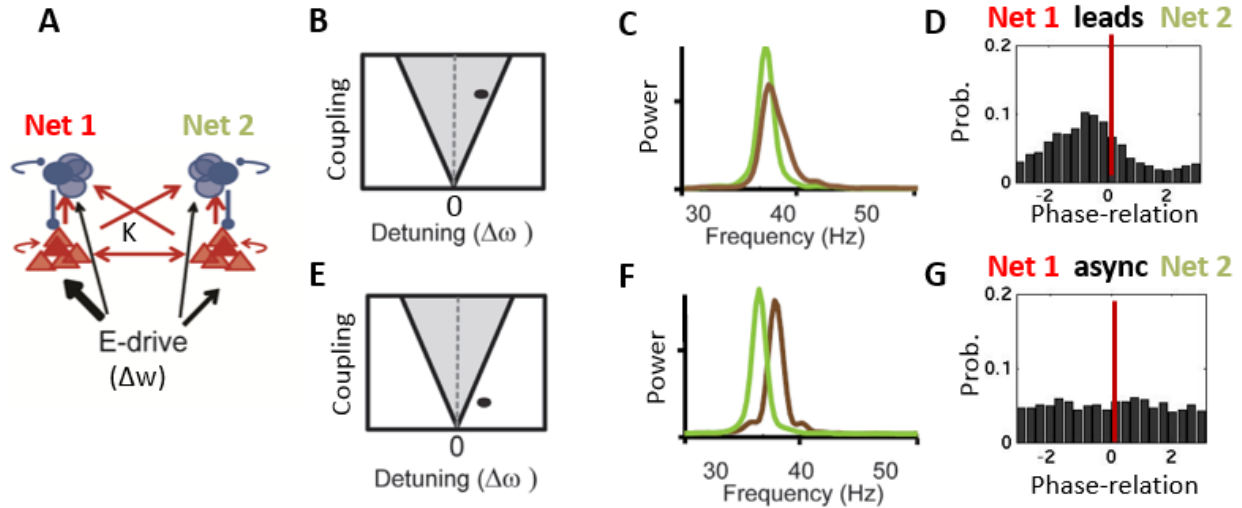 A
Net 1 Net 2
K
E-drive
(Δw)
B
Coupling
0
Detuning (Δω )
C
Power
30 40 50
Frequency (Hz)
D
Net 1 leads Net 2
Prob.
0.2
0.1
0
-2 0 2
Phase-relation
E
Coupling
0
Detuning (Δω )
F
Power
30 40 50
Frequency (Hz)
G
Net 1 async Net 2
Prob.
0.2
0.1
0
-2 0 2
Phase-relation